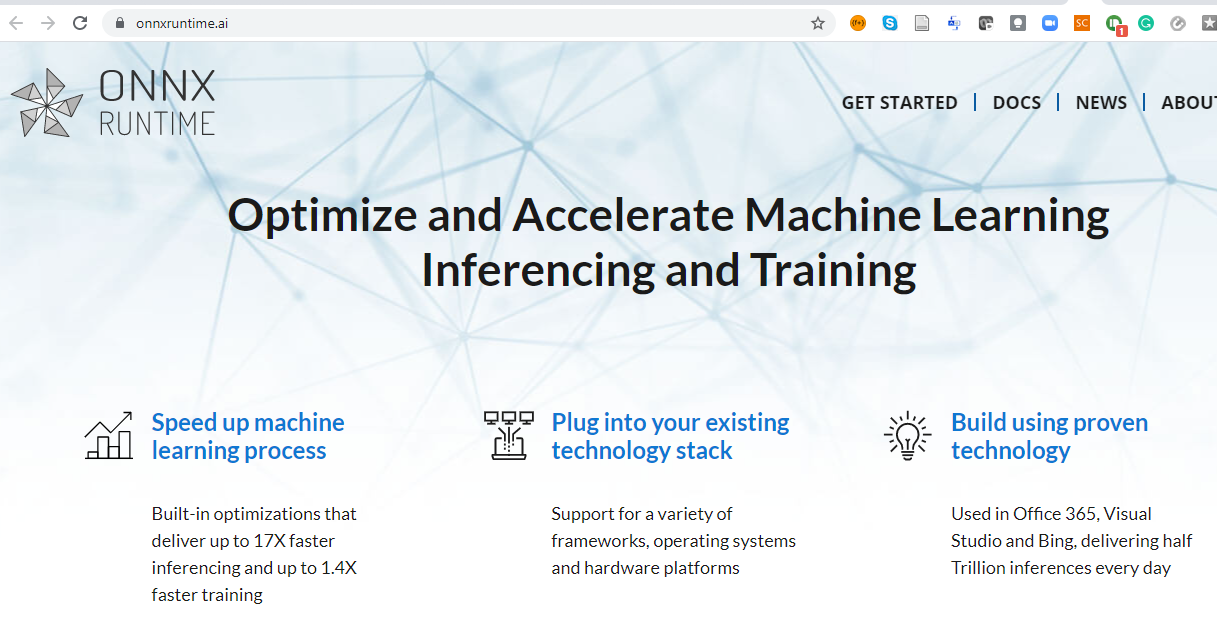 onnxruntime.ai
SC
1
ONNX
RUNTIME
GET STARTED | DOCS | NEWS |
Optimize and Accelerate Machine Learning
Inferencing and Training
Speed up machine
learning process
Built-in optimizations that
deliver up to 17X faster
inferencing and up to 1.4X
faster training
Plug into your existing
technology stack
Support for a variety of
frameworks, operating systems
and hardware platforms
Build using proven
technology
Used in Office 365, Visual
Studio and Bing, delivering half
Trillion inferences every day